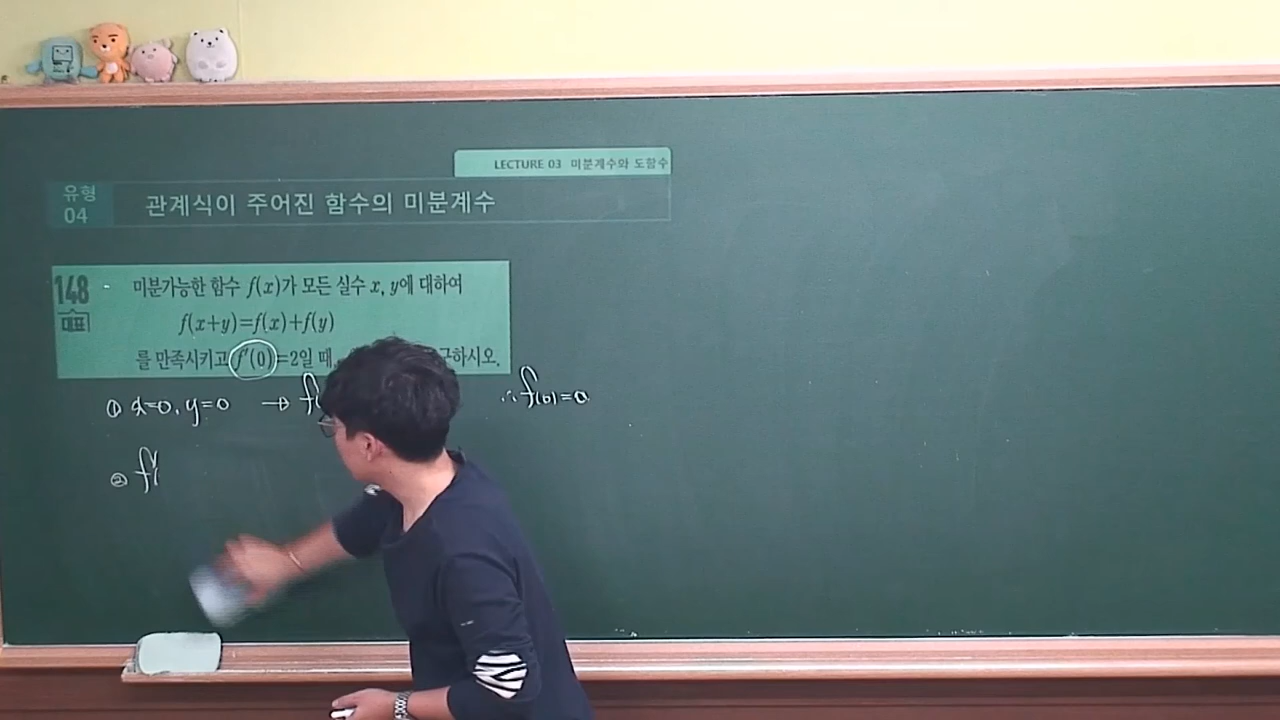 LECTURE 03 미분계수와 도함수
유형 04 관계식이 주어진 함수의 미분계수
148 대표
미분가능한 함수 f(x)가 모든 실수 x, y에 대하여
f(x+y)=f(x)+f(y)
를 만족시키고 f'(0)=2일 때, 구하시오.
① x=0, y=0 → f( ∴ f(0)=0
② f'(